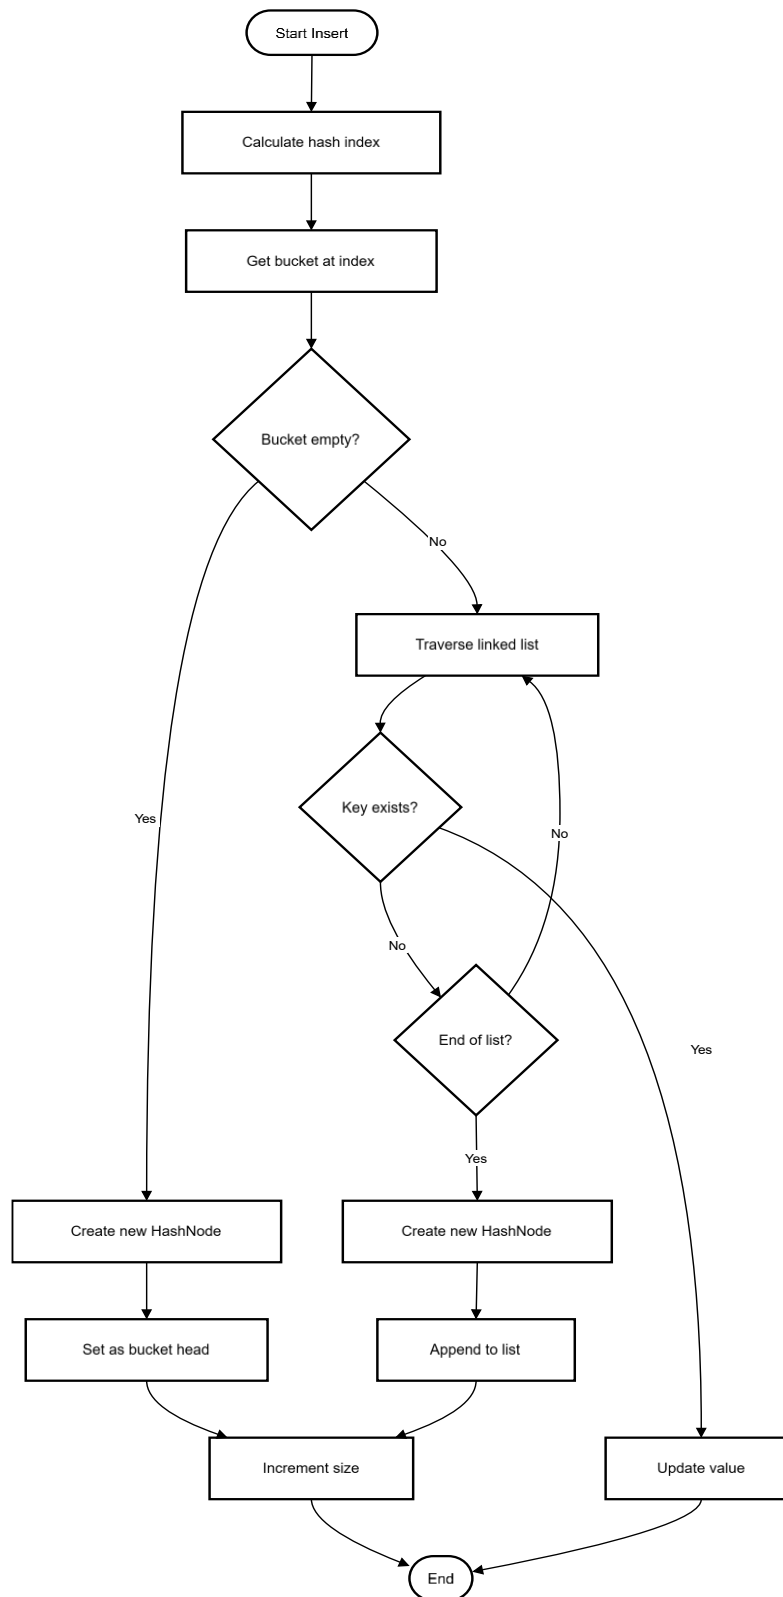 Start Insert
Calculate hash index
Get bucket at index
Bucket empty?
No
Traverse linked list
Key exists?
Yes
No
No
End of list?
Yes
Yes
Create new HashNode
Create new HashNode
Set as bucket head
Append to list
Increment size
Update value
End